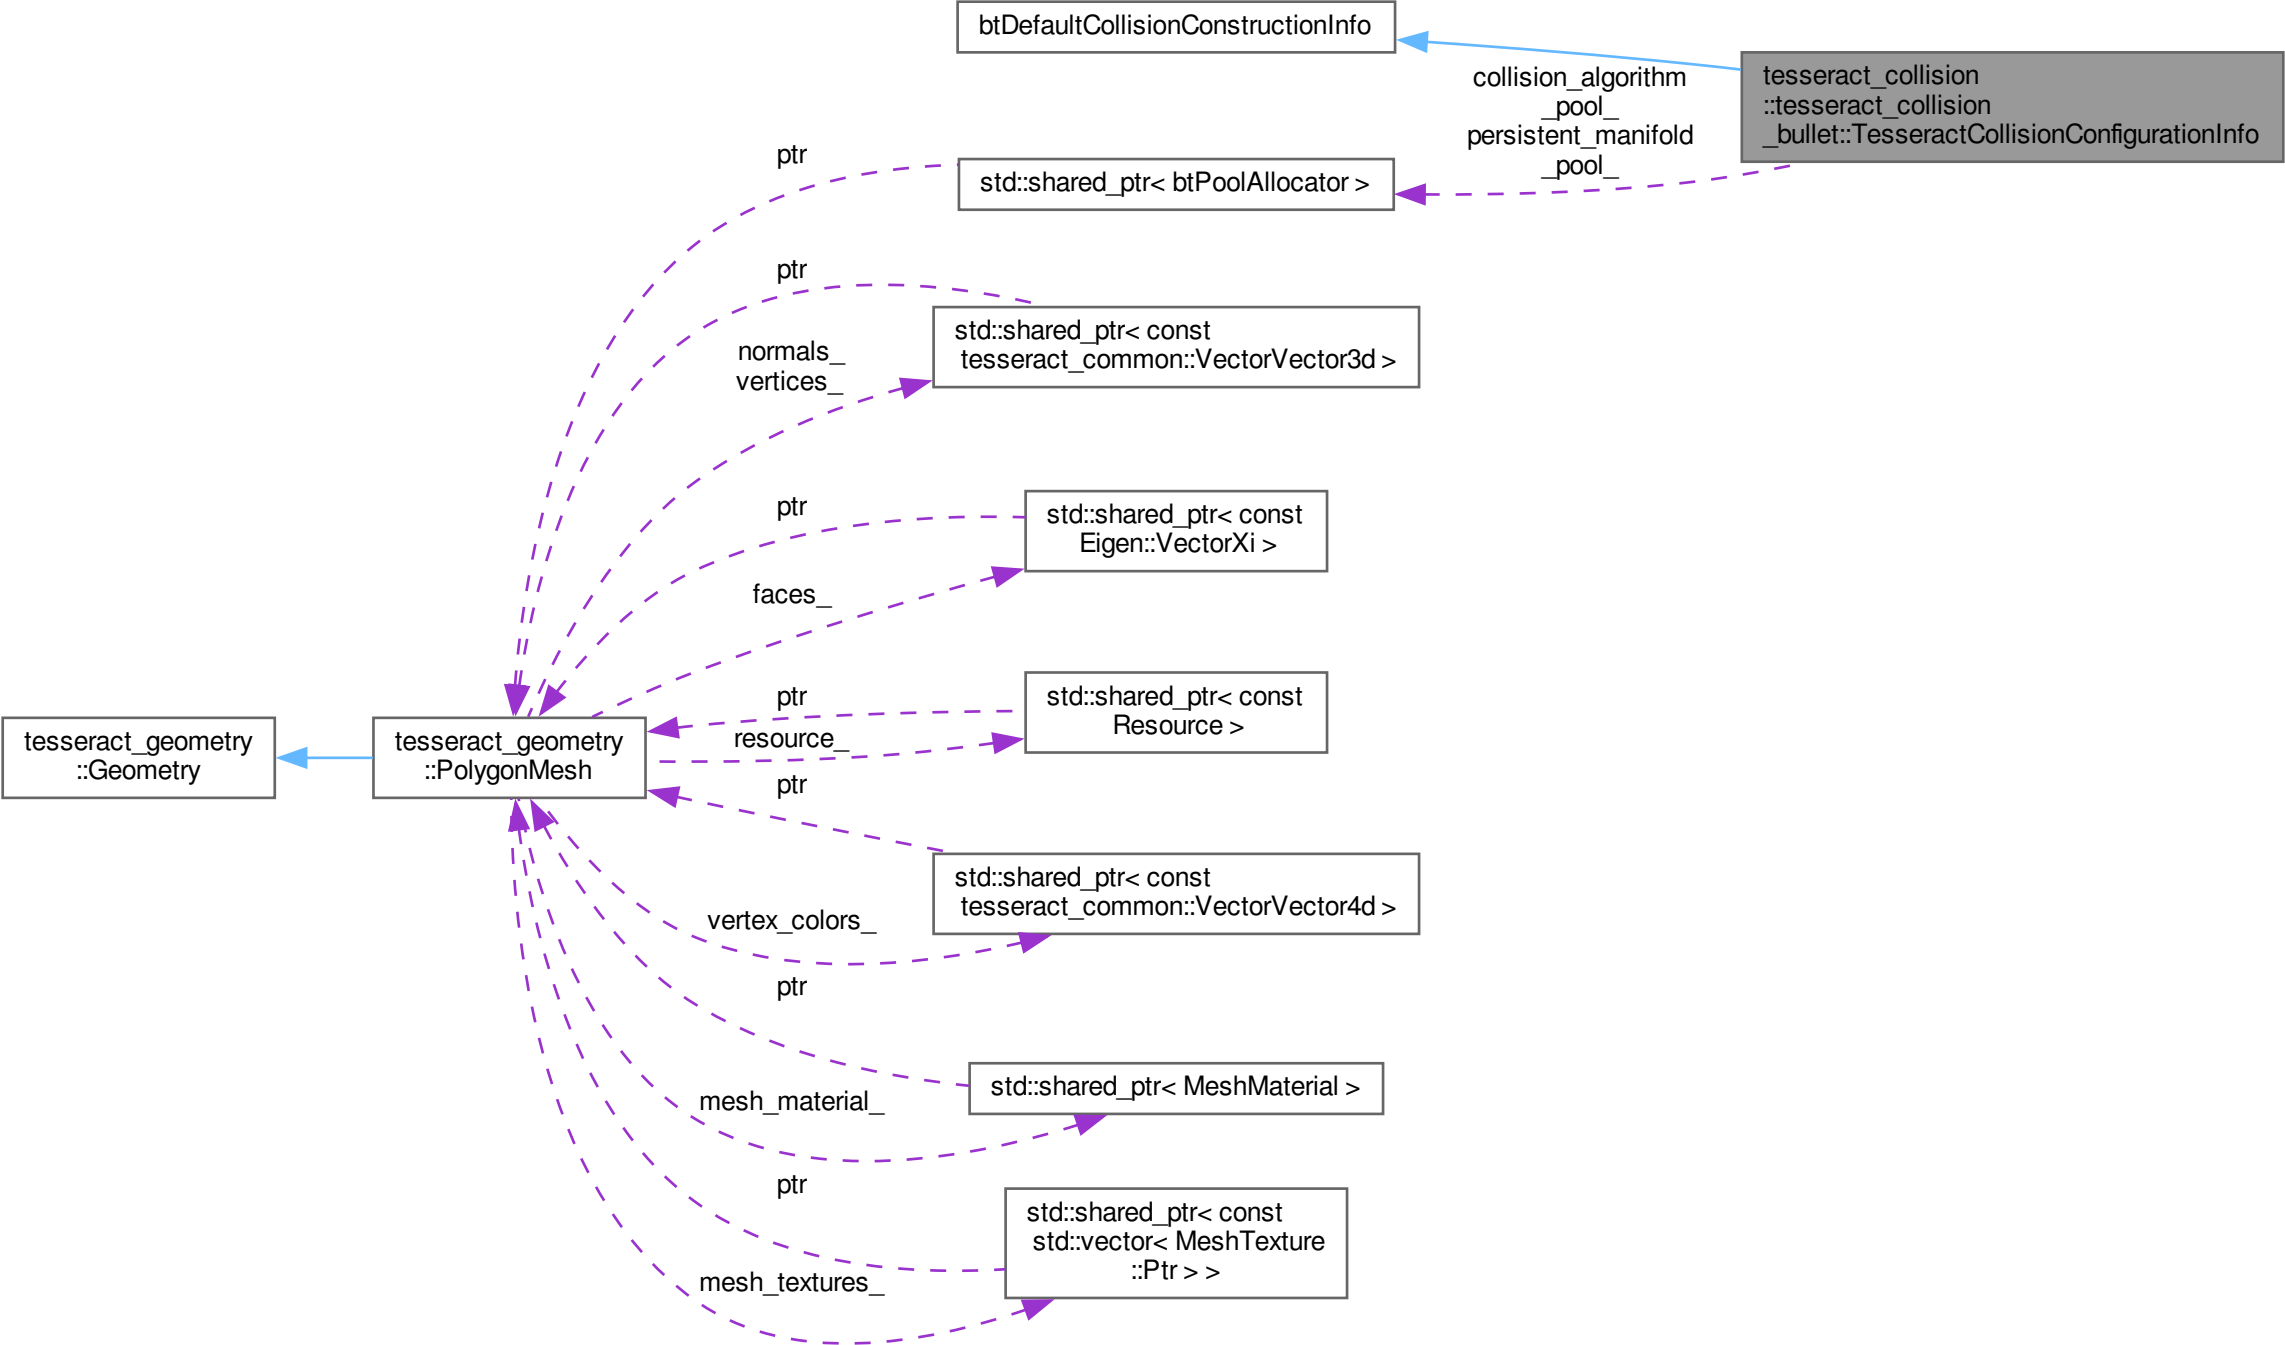 btDefaultCollisionConstructionInfo
tesseract_collision
::tesseract_collision
_bullet::TesseractCollisionConfigurationInfo
collision_algorithm
_pool_
persistent_manifold
_pool_
ptr
std::shared_ptr< btPoolAllocator >
ptr
std::shared_ptr< const
tesseract_common::VectorVector3d >
normals_
vertices_
ptr
std::shared_ptr< const
Eigen::VectorXi >
faces_
ptr
std::shared_ptr< const
Resource >
resource_
tesseract_geometry
::Geometry
tesseract_geometry
::PolygonMesh
ptr
std::shared_ptr< const
tesseract_common::VectorVector4d >
vertex_colors_
ptr
std::shared_ptr< MeshMaterial >
mesh_material_
ptr
std::shared_ptr< const
std::vector< MeshTexture
::Ptr > >
mesh_textures_